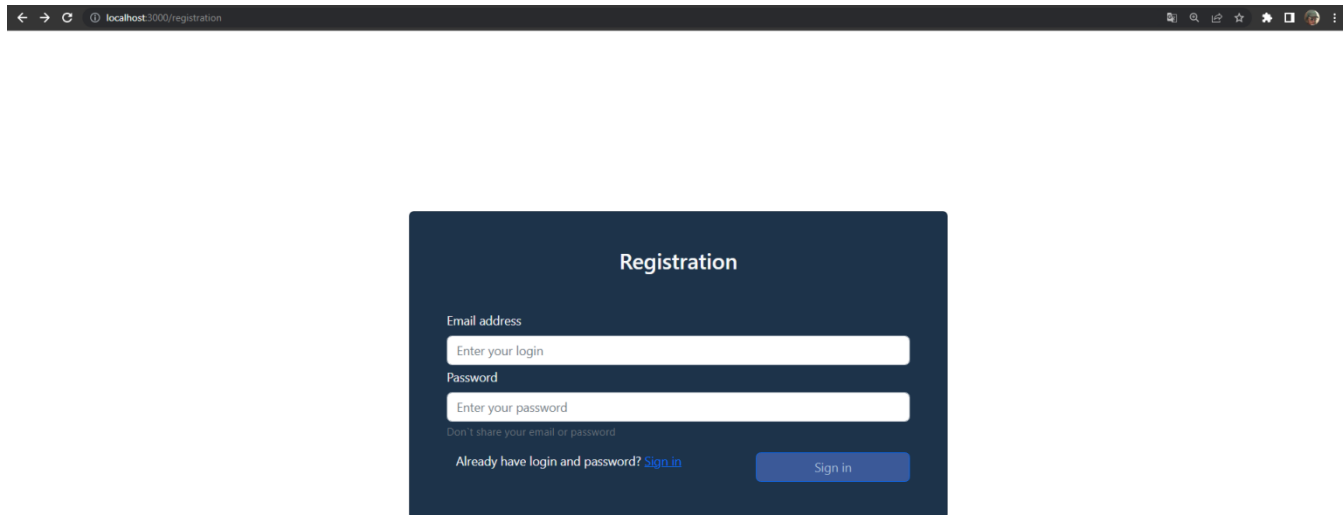 localhost:3000/registration
Registration
Email address
Enter your login
Password
Enter your password
Don`t share your email or password
Already have login and password? Sign in
Sign in